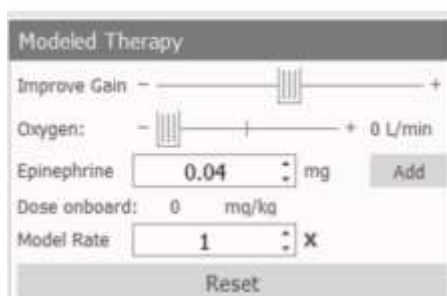 Modeled Therapy
Improve Gain - +
Oxygen: - + 0 L/min
Epinephrine 0.04 mg Add
Dose onboard: 0 mg/kg
Model Rate 1 X
Reset